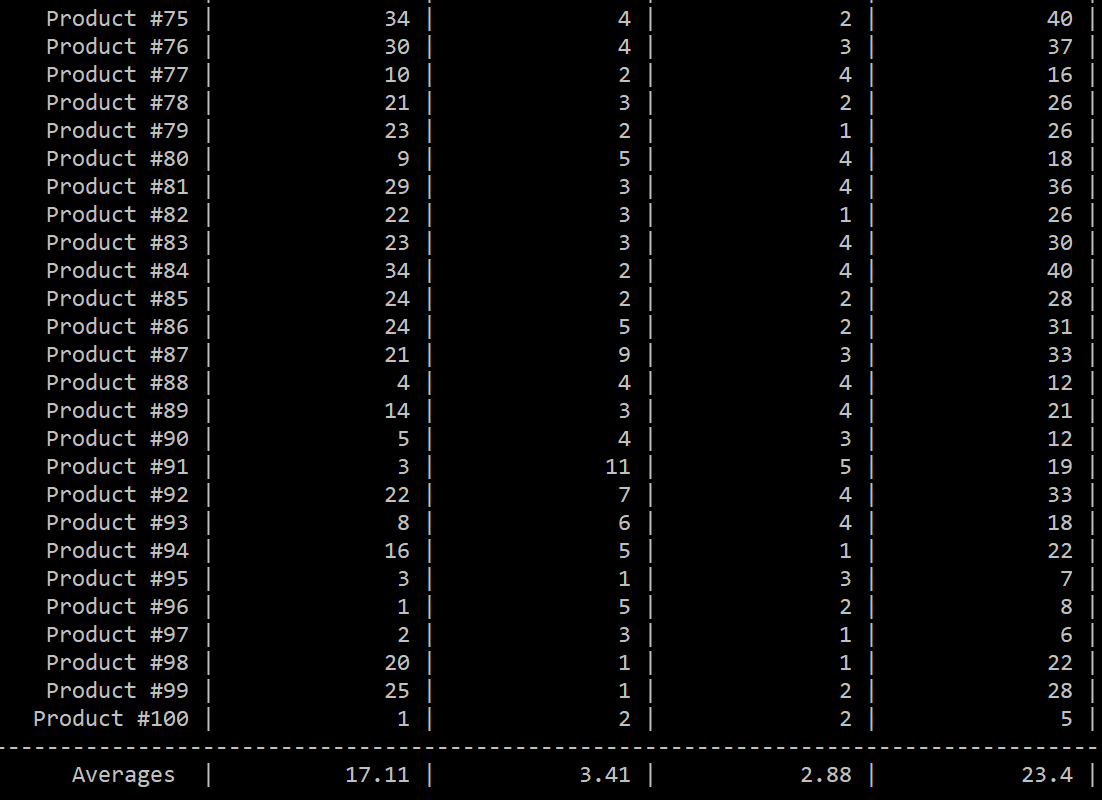 Product #75 | 34 | 4 | 2 | 40 |
Product #76 | 30 | 4 | 3 | 37 |
Product #77 | 10 | 2 | 4 | 16 |
Product #78 | 21 | 3 | 2 | 26 |
Product #79 | 23 | 2 | 1 | 26 |
Product #80 | 9 | 5 | 4 | 18 |
Product #81 | 29 | 3 | 4 | 36 |
Product #82 | 22 | 3 | 1 | 26 |
Product #83 | 23 | 3 | 4 | 30 |
Product #84 | 34 | 2 | 4 | 40 |
Product #85 | 24 | 2 | 2 | 28 |
Product #86 | 24 | 5 | 2 | 31 |
Product #87 | 21 | 9 | 3 | 33 |
Product #88 | 4 | 4 | 4 | 12 |
Product #89 | 14 | 3 | 4 | 21 |
Product #90 | 5 | 4 | 3 | 12 |
Product #91 | 3 | 11 | 5 | 19 |
Product #92 | 22 | 7 | 4 | 33 |
Product #93 | 8 | 6 | 4 | 18 |
Product #94 | 16 | 5 | 1 | 22 |
Product #95 | 3 | 1 | 3 | 7 |
Product #96 | 1 | 5 | 2 | 8 |
Product #97 | 2 | 3 | 1 | 6 |
Product #98 | 20 | 1 | 1 | 22 |
Product #99 | 25 | 1 | 2 | 28 |
Product #100 | 1 | 2 | 2 | 5 |
-------------------------------------------------------------------------------------
Averages | 17.11 | 3.41 | 2.88 | 23.4 |